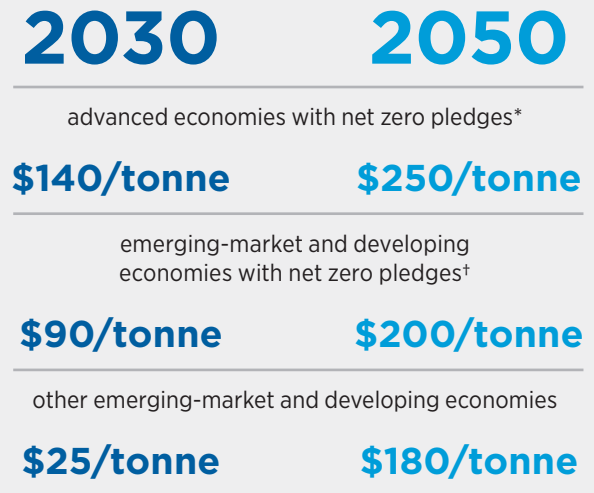 2030 2050
advanced economies with net zero pledges*
$140/tonne $250/tonne
emerging-market and developing
economies with net zero pledges†
$90/tonne $200/tonne
other emerging-market and developing economies
$25/tonne $180/tonne